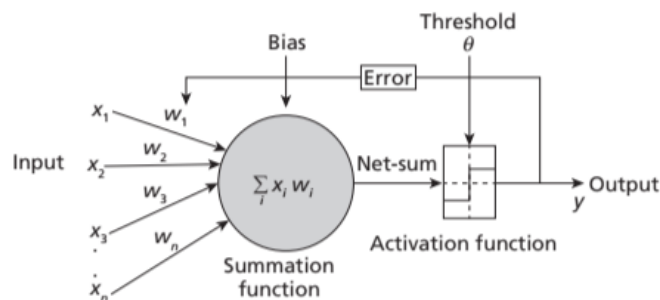 Threshold
θ
Bias
Error
x₁
w₁
Input
x₂
w₂
w₃
x₃
.
.
wₙ
xₙ
∑ xᵢ wᵢ
i
Net-sum
Output
y
Activation function
Summation
function